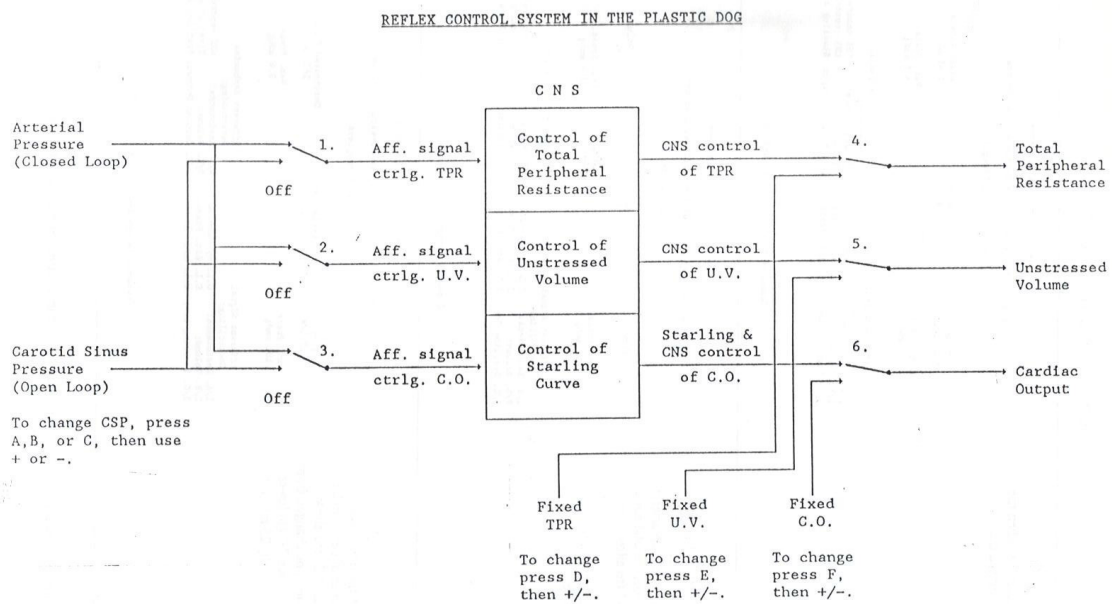 REFLEX CONTROL SYSTEM IN THE PLASTIC DOG
C N S
Arterial
Pressure
(Closed Loop)
1.
Off
Aff. signal
ctrlg. TPR
Control of
Total
Peripheral
Resistance
CNS control
of TPR
4.
Total
Peripheral
Resistance
2.
Off
Aff. signal
ctrlg. U.V.
Control of
Unstressed
Volume
CNS control
of U.V.
5.
Unstressed
Volume
Carotid Sinus
Pressure
(Open Loop)
3.
Off
Aff. signal
ctrlg. C.O.
Control of
Starling
Curve
Starling &
CNS control
of C.O.
6.
Cardiac
Output
To change CSP, press
A,B, or C, then use
+ or -.
Fixed
TPR
To change
press D,
then +/-.
Fixed
U.V.
To change
press E,
then +/-.
Fixed
C.O.
To change
press F,
then +/-.